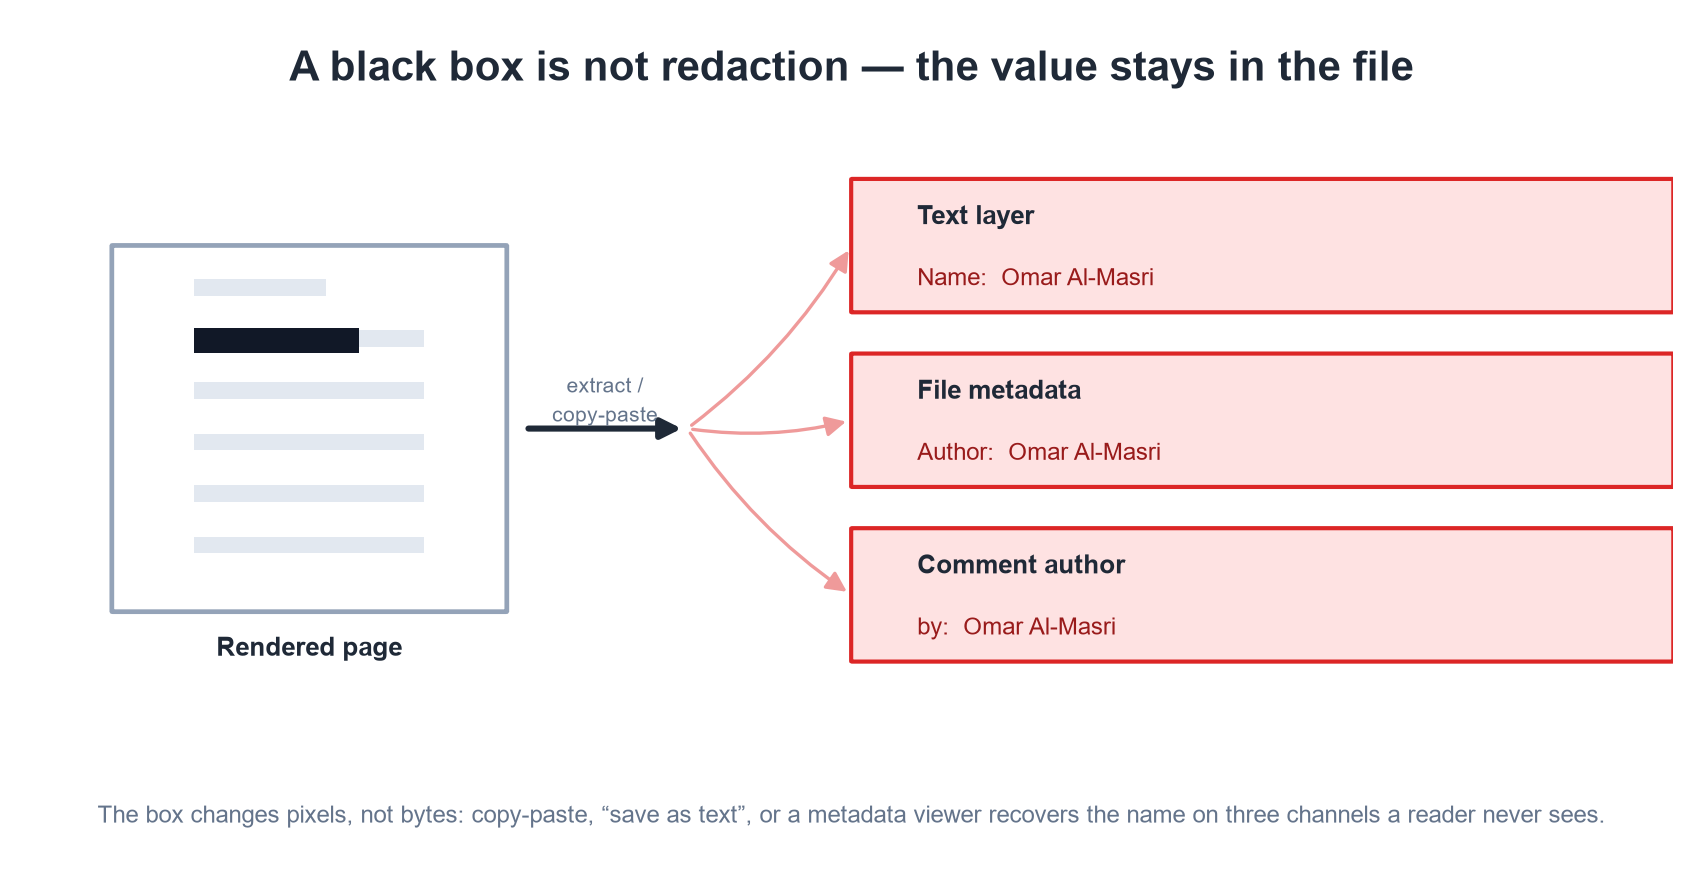 A black box is not redaction — the value stays in the file
Text layer
Name: Omar Al-Masri
extract /
copy-paste
File metadata
Author: Omar Al-Masri
Comment author
by: Omar Al-Masri
Rendered page
The box changes pixels, not bytes: copy-paste, “save as text”, or a metadata viewer recovers the name on three channels a reader never sees.